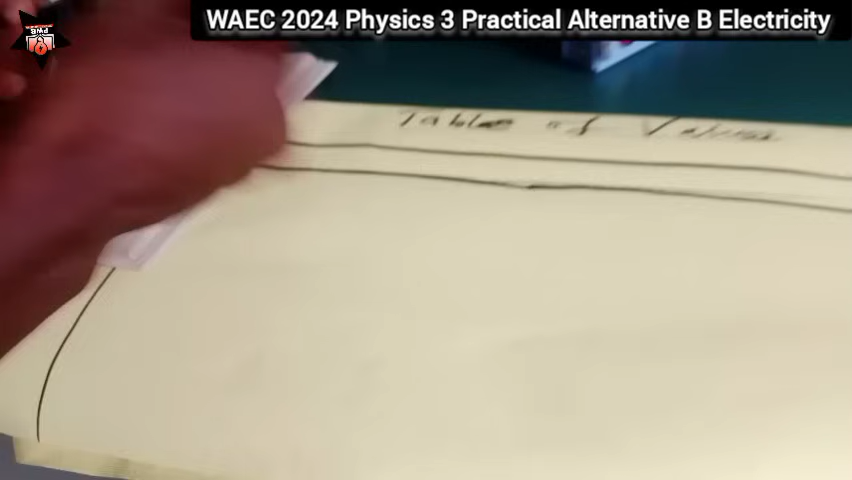 WAEC 2024 Physics 3 Practical Alternative B Electricity
Table of Values